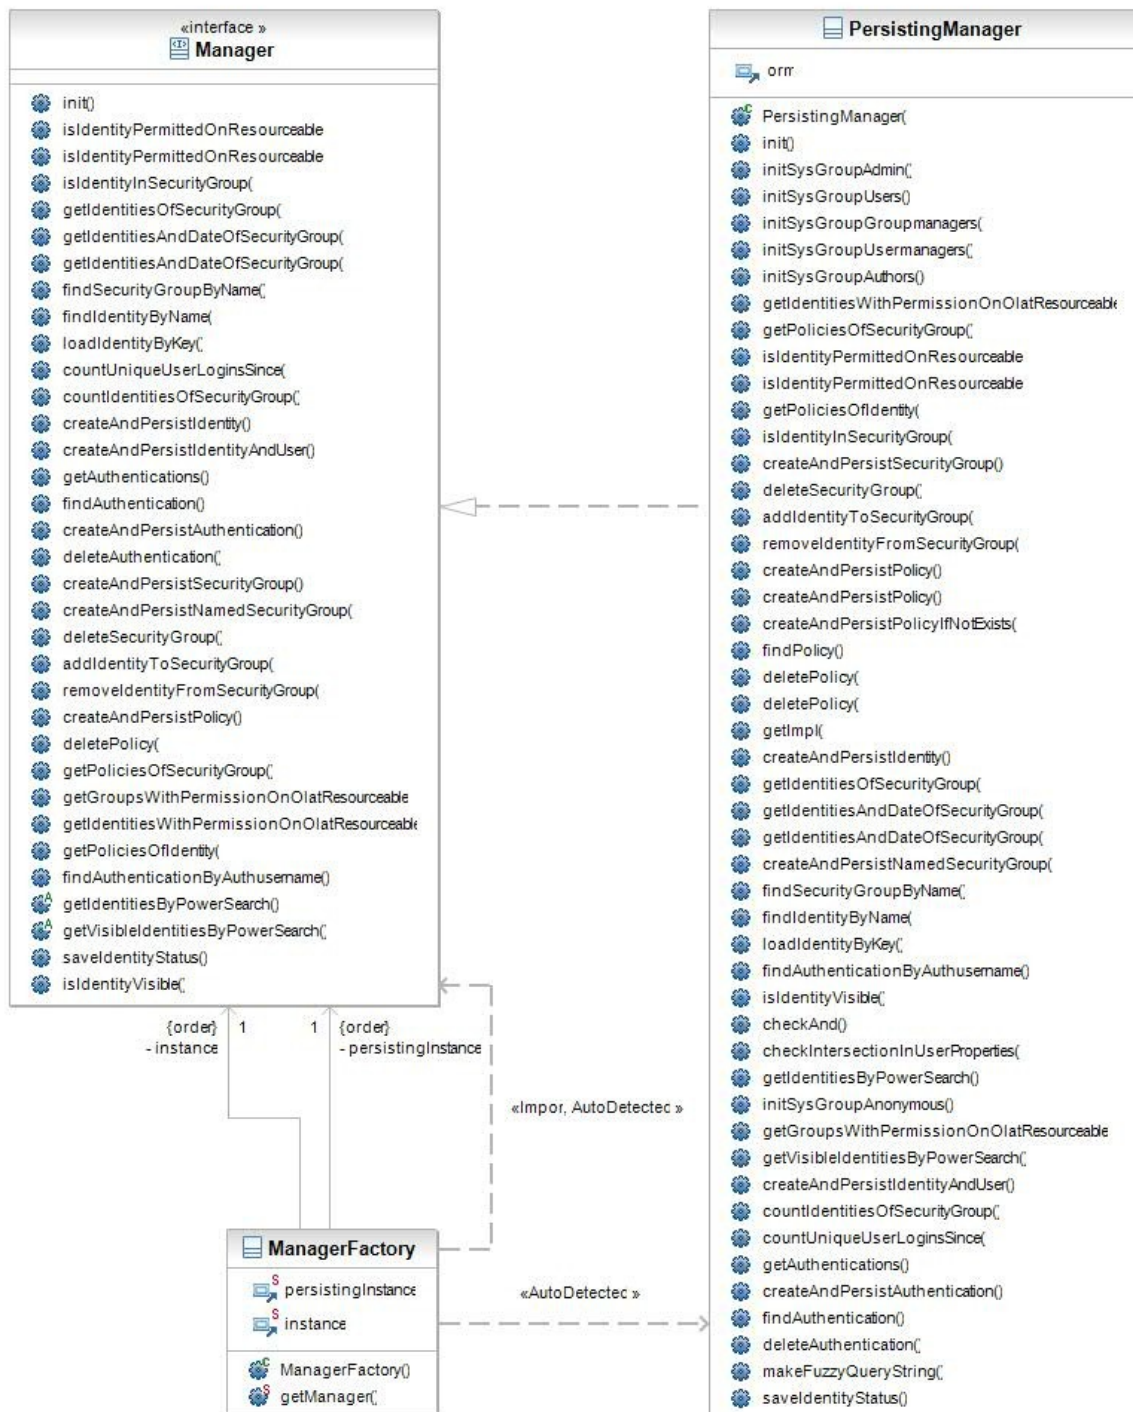 «interface »
Manager
init()
isIdentityPermittedOnResourceable
isIdentityPermittedOnResourceable
isIdentityInSecurityGroup(
getIdentitiesOfSecurityGroup(
getIdentitiesAndDateOfSecurityGroup(
getIdentitiesAndDateOfSecurityGroup(
findSecurityGroupByName(
findIdentityByName(
loadIdentityByKey(
countUniqueUserLoginsSince(
countIdentitiesOfSecurityGroup(
createAndPersistIdentity()
createAndPersistIdentityAndUser()
getAuthentications()
findAuthentication()
createAndPersistAuthentication()
deleteAuthentication(
createAndPersistSecurityGroup()
createAndPersistNamedSecurityGroup(
deleteSecurityGroup(
addIdentityToSecurityGroup(
removeIdentityFromSecurityGroup(
createAndPersistPolicy()
deletePolicy(
getPoliciesOfSecurityGroup(
getGroupsWithPermissionOnOlatResourceable
getIdentitiesWithPermissionOnOlatResourceable
getPoliciesOfIdentity(
findAuthenticationByAuthusername()
getIdentitiesByPowerSearch()
getVisibleIdentitiesByPowerSearch(
saveIdentityStatus()
isIdentityVisible(
{order} 1 1 {order}
- instance - persistingInstance
«Impor, AutoDetectec »
ManagerFactory
persistingInstance
instance
ManagerFactory()
getManager(
«AutoDetectec »
PersistingManager
orm
PersistingManager(
init()
initSysGroupAdmin(
initSysGroupUsers()
initSysGroupGroupmanagers(
initSysGroupUsermanagers(
initSysGroupAuthors()
getIdentitiesWithPermissionOnOlatResourceable
getPoliciesOfSecurityGroup(
isIdentityPermittedOnResourceable
isIdentityPermittedOnResourceable
getPoliciesOfIdentity(
isIdentityInSecurityGroup(
createAndPersistSecurityGroup()
deleteSecurityGroup(
addIdentityToSecurityGroup(
removeIdentityFromSecurityGroup(
createAndPersistPolicy()
createAndPersistPolicy()
createAndPersistPolicyIfNotExists(
findPolicy()
deletePolicy(
deletePolicy(
getImpl(
createAndPersistIdentity()
getIdentitiesOfSecurityGroup(
getIdentitiesAndDateOfSecurityGroup(
getIdentitiesAndDateOfSecurityGroup(
createAndPersistNamedSecurityGroup(
findSecurityGroupByName(
findIdentityByName(
loadIdentityByKey(
findAuthenticationByAuthusername()
isIdentityVisible(
checkAnd()
checkIntersectionInUserProperties(
getIdentitiesByPowerSearch()
initSysGroupAnonymous()
getGroupsWithPermissionOnOlatResourceable
getVisibleIdentitiesByPowerSearch(
createAndPersistIdentityAndUser()
countIdentitiesOfSecurityGroup(
countUniqueUserLoginsSince(
getAuthentications()
createAndPersistAuthentication()
findAuthentication()
deleteAuthentication(
makeFuzzyQueryString(
saveIdentityStatus()